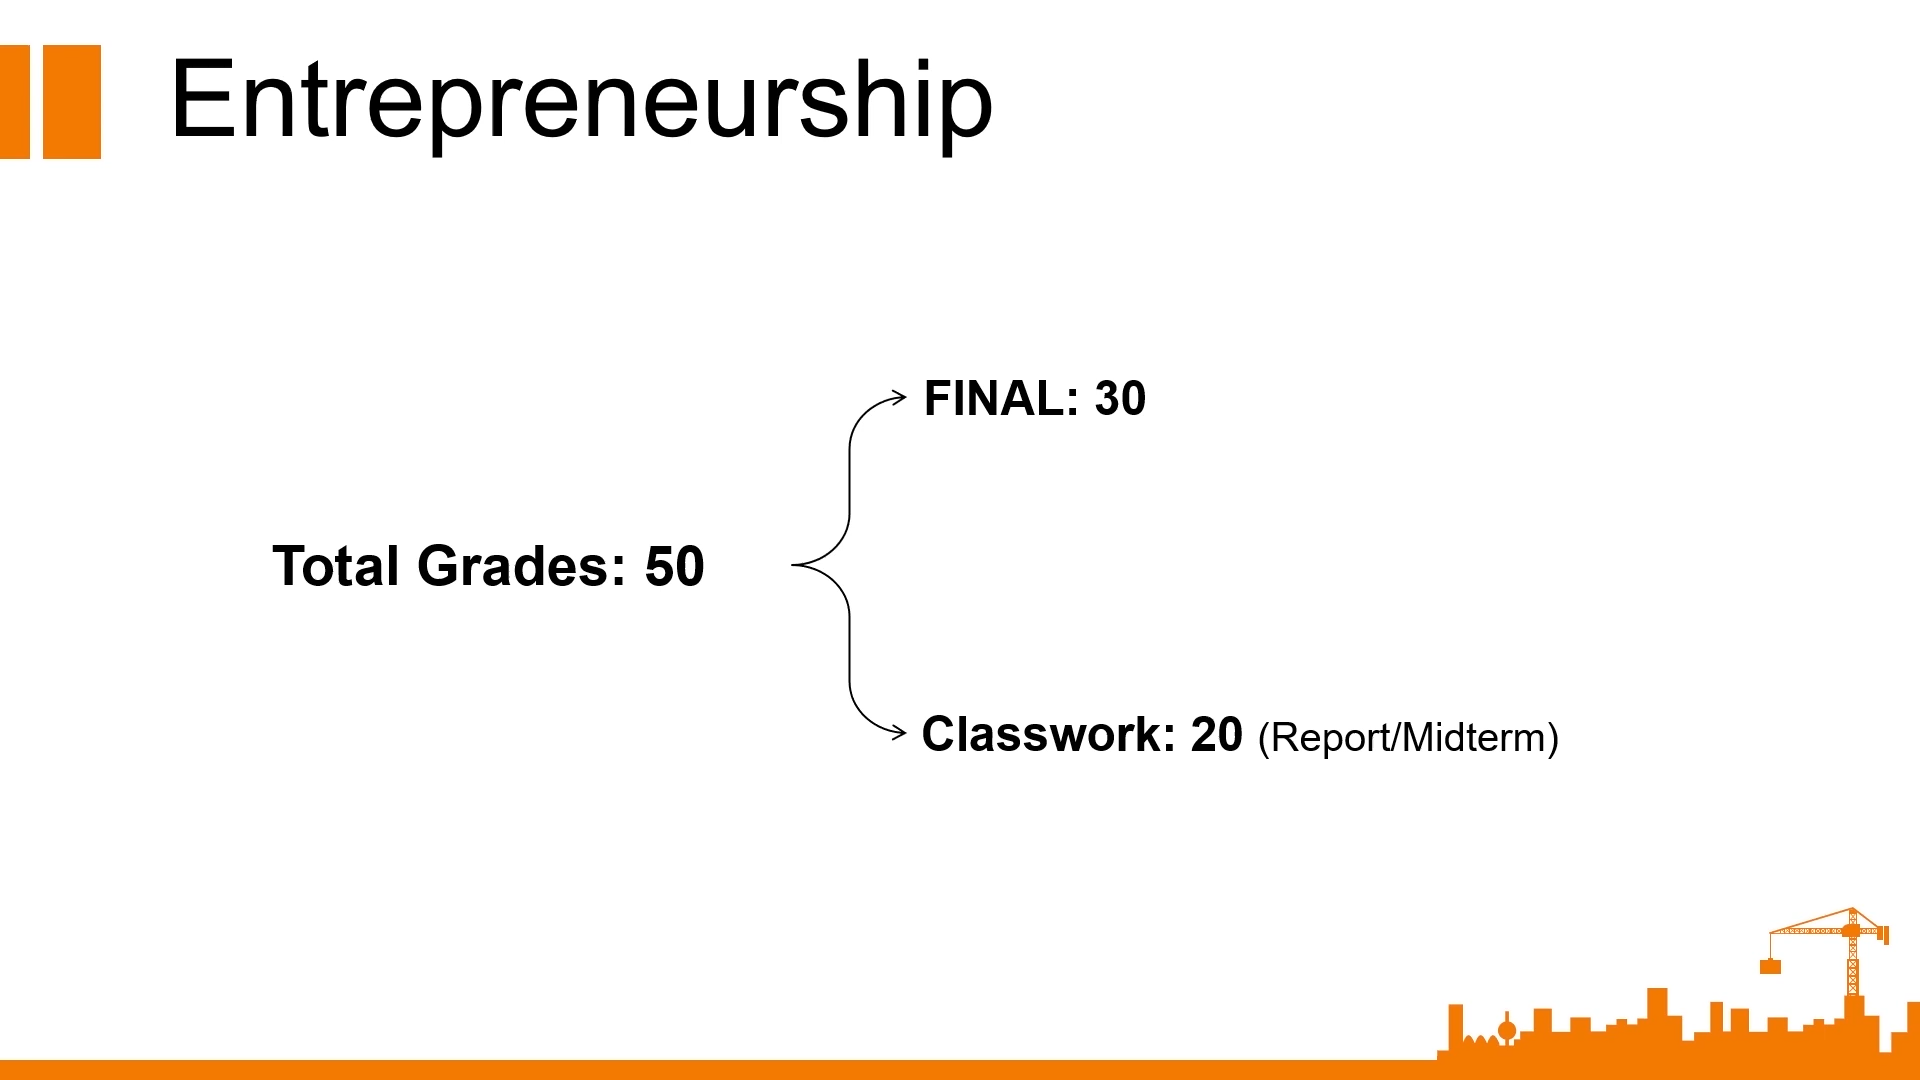 Entrepreneurship
FINAL: 30
Total Grades: 50
Classwork: 20 (Report/Midterm)